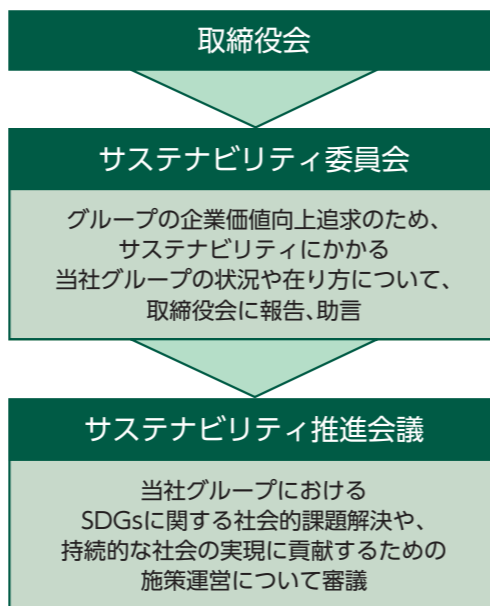 取締役会
サステナビリティ委員会
グループの企業価値向上追求のため、
サステナビリティにかかる
当社グループの状況や在り方について、
取締役会に報告、助言
サステナビリティ推進会議
当社グループにおける
SDGsに関する社会的課題解決や、
持続的な社会の実現に貢献するための
施策運営について審議